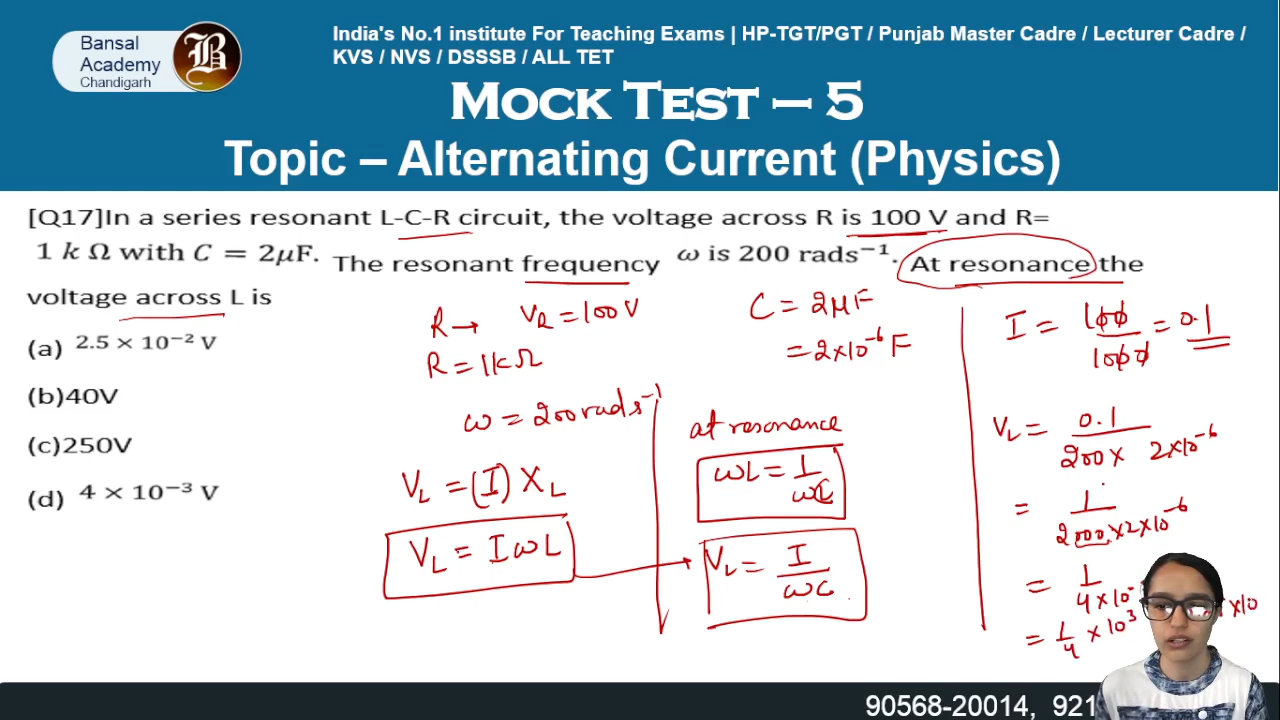 Bansal
Academy
Chandigarh
B
India's No.1 institute For Teaching Exams | HP-TGT/PGT / Punjab Master Cadre / Lecturer Cadre /
KVS / NVS / DSSSB / ALL TET
MOCK TEST – 5
Topic – Alternating Current (Physics)
[Q17]In a series resonant L-C-R circuit, the voltage across R is 100 V and R=
1 k Ω with C = 2μF. The resonant frequency ω is 200 rads⁻¹. At resonance the
voltage across L is
(a) 2.5 × 10⁻² V
(b)40V
(c)250V
(d) 4 × 10⁻³ V
R → V_R = 100 V
R = 1kΩ
ω = 200 rads⁻¹
V_L = (I) X_L
V_L = IωL
C = 2μF
= 2×10⁻⁶ F
at resonance
ωL = 1/ωC
V_L = I/ωC
I = 100/1000 = 0.1
V_L = 0.1/200× 2×10⁻⁶
= 1/2000×2×10⁻⁶
= 1/4×10⁻
= 1/4 × 10³ ×10
90568-20014, 921